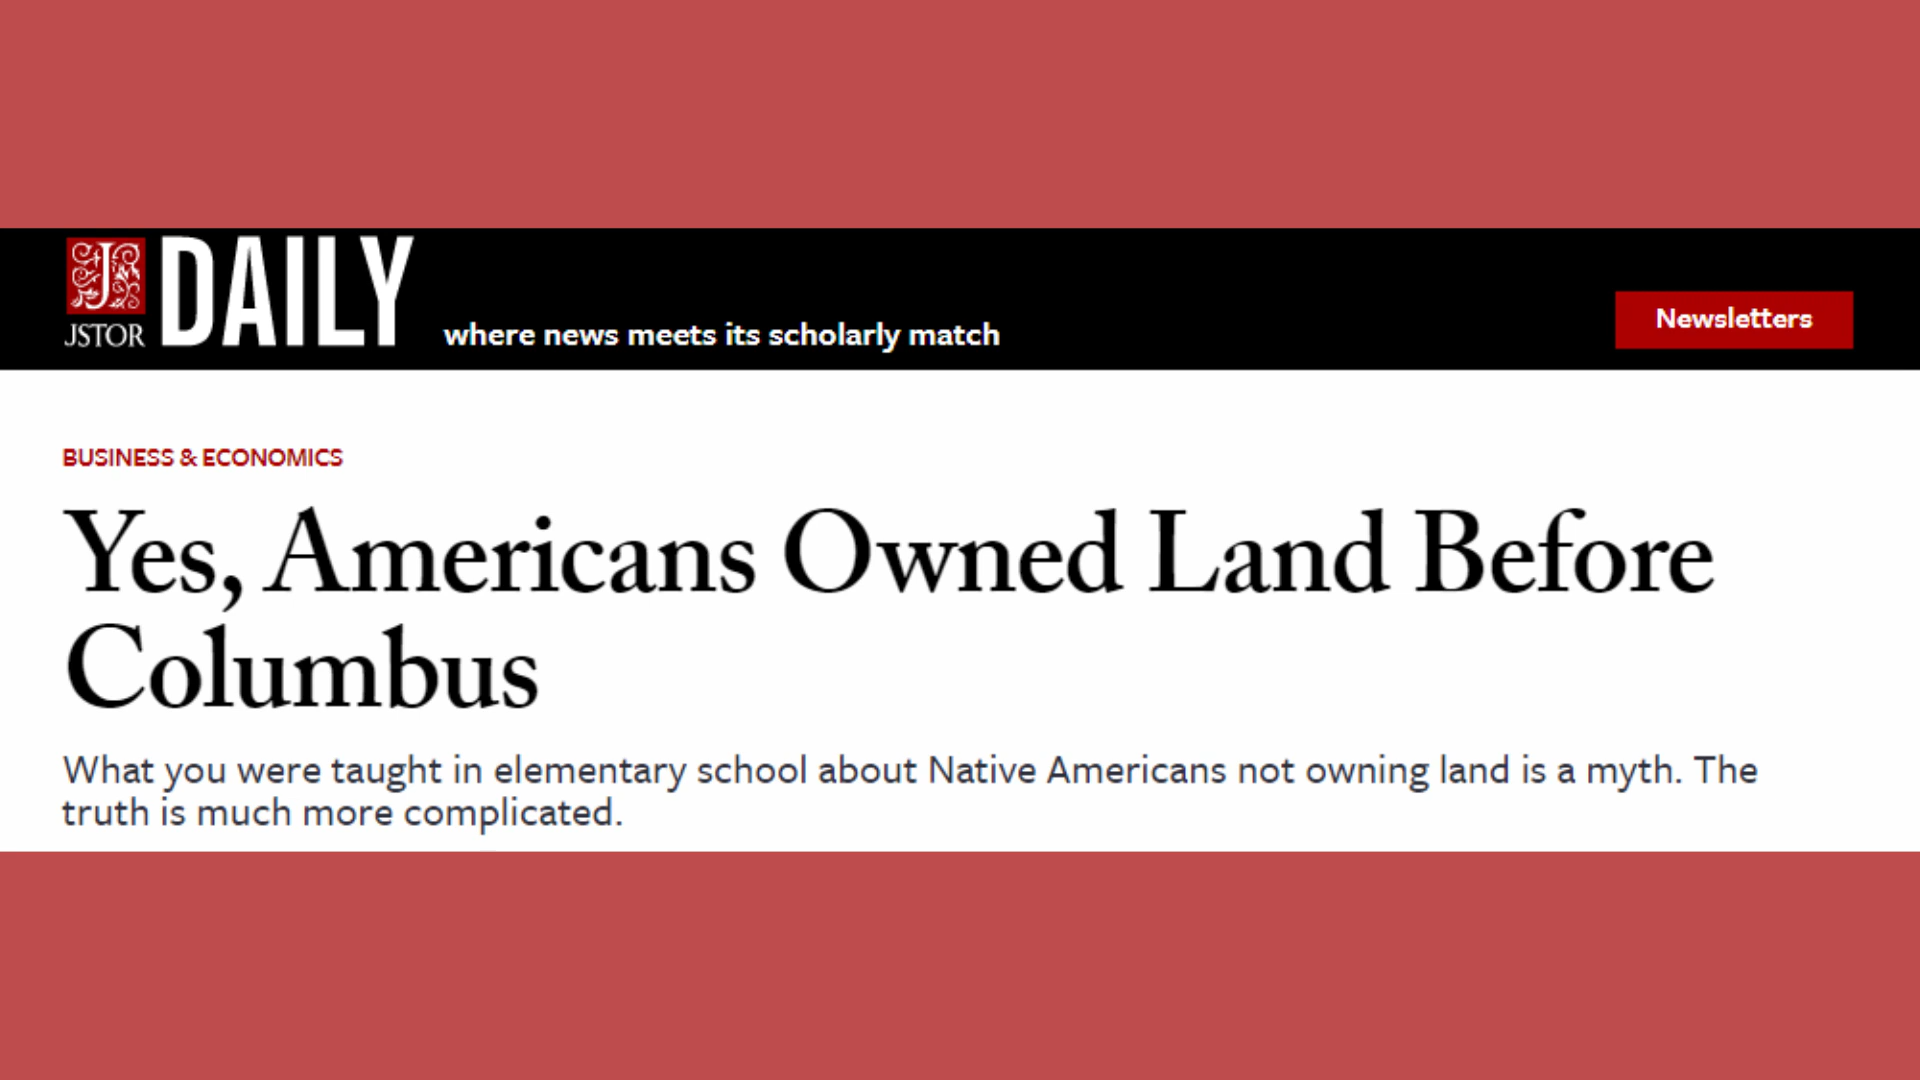 J
JSTOR
DAILY
where news meets its scholarly match
Newsletters
BUSINESS & ECONOMICS
Yes, Americans Owned Land Before
Columbus
What you were taught in elementary school about Native Americans not owning land is a myth. The
truth is much more complicated.